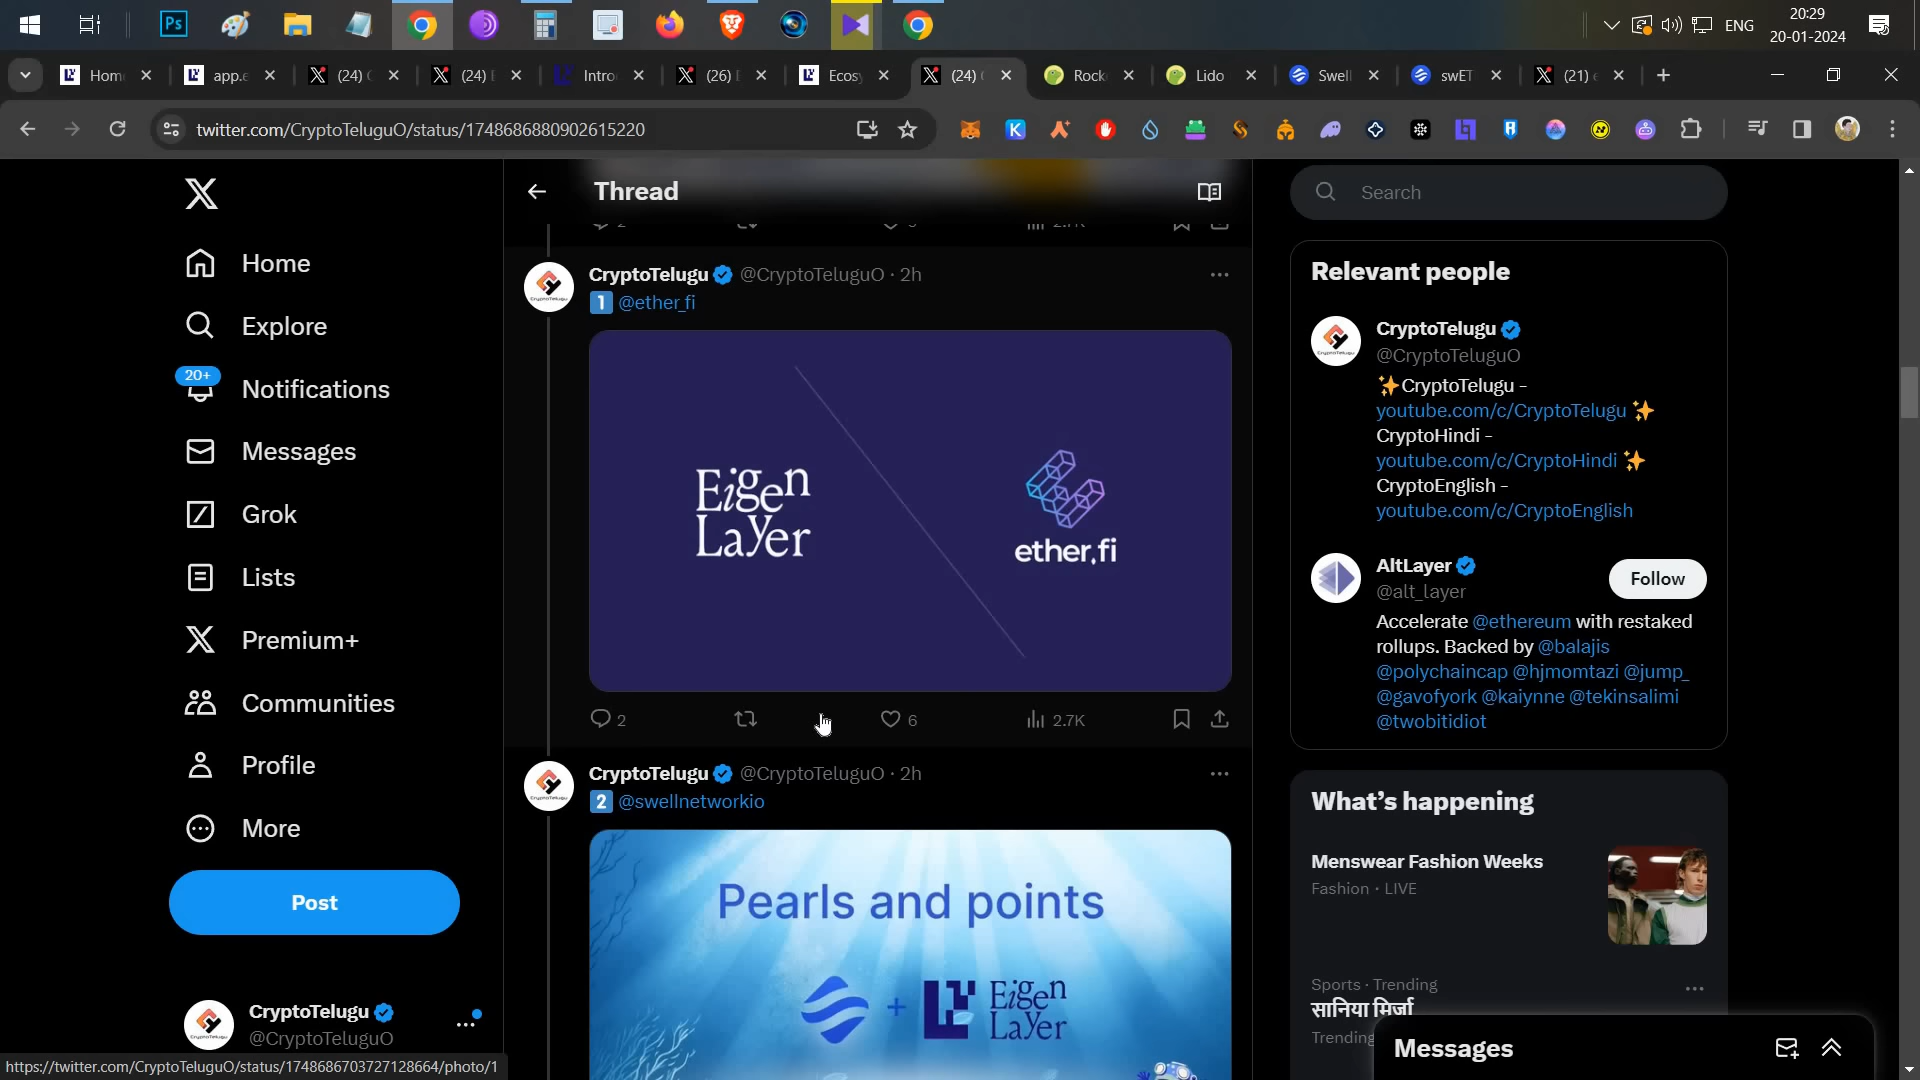 ENG
20:29
20-01-2024
Hom
app.e
(24)
(24)
Intro
(26)
Ecos
(24)
Rock
Lido
Swell
swET
(21)
twitter.com/CryptoTeluguO/status/1748686880902615220
Home
Explore
20+
Notifications
Messages
Grok
Lists
Premium+
Communities
Profile
More
Post
CryptoTelugu
@CryptoTeluguO
https://twitter.com/CryptoTeluguO/status/1748686703727128664/photo/1
Thread
CryptoTelugu @CryptoTeluguO · 2h
1 @ether_fi
Eigen
Layer
ether.fi
2 6 2.7K
CryptoTelugu @CryptoTeluguO · 2h
2 @swellnetworkio
Pearls and points
+ Eigen
Layer
Search
Relevant people
CryptoTelugu
@CryptoTeluguO
✨CryptoTelugu -
youtube.com/c/CryptoTelugu ✨
CryptoHindi -
youtube.com/c/CryptoHindi ✨
CryptoEnglish -
youtube.com/c/CryptoEnglish
AltLayer
@alt_layer
Follow
Accelerate @ethereum with restaked
rollups. Backed by @balajis
@polychaincap @hjmomtazi @jump_
@gavofyork @kaiynne @tekinsalimi
@twobitidiot
What's happening
Menswear Fashion Weeks
Fashion · LIVE
Sports · Trending
सानिया मिर्ज़ा
Trending
Messages